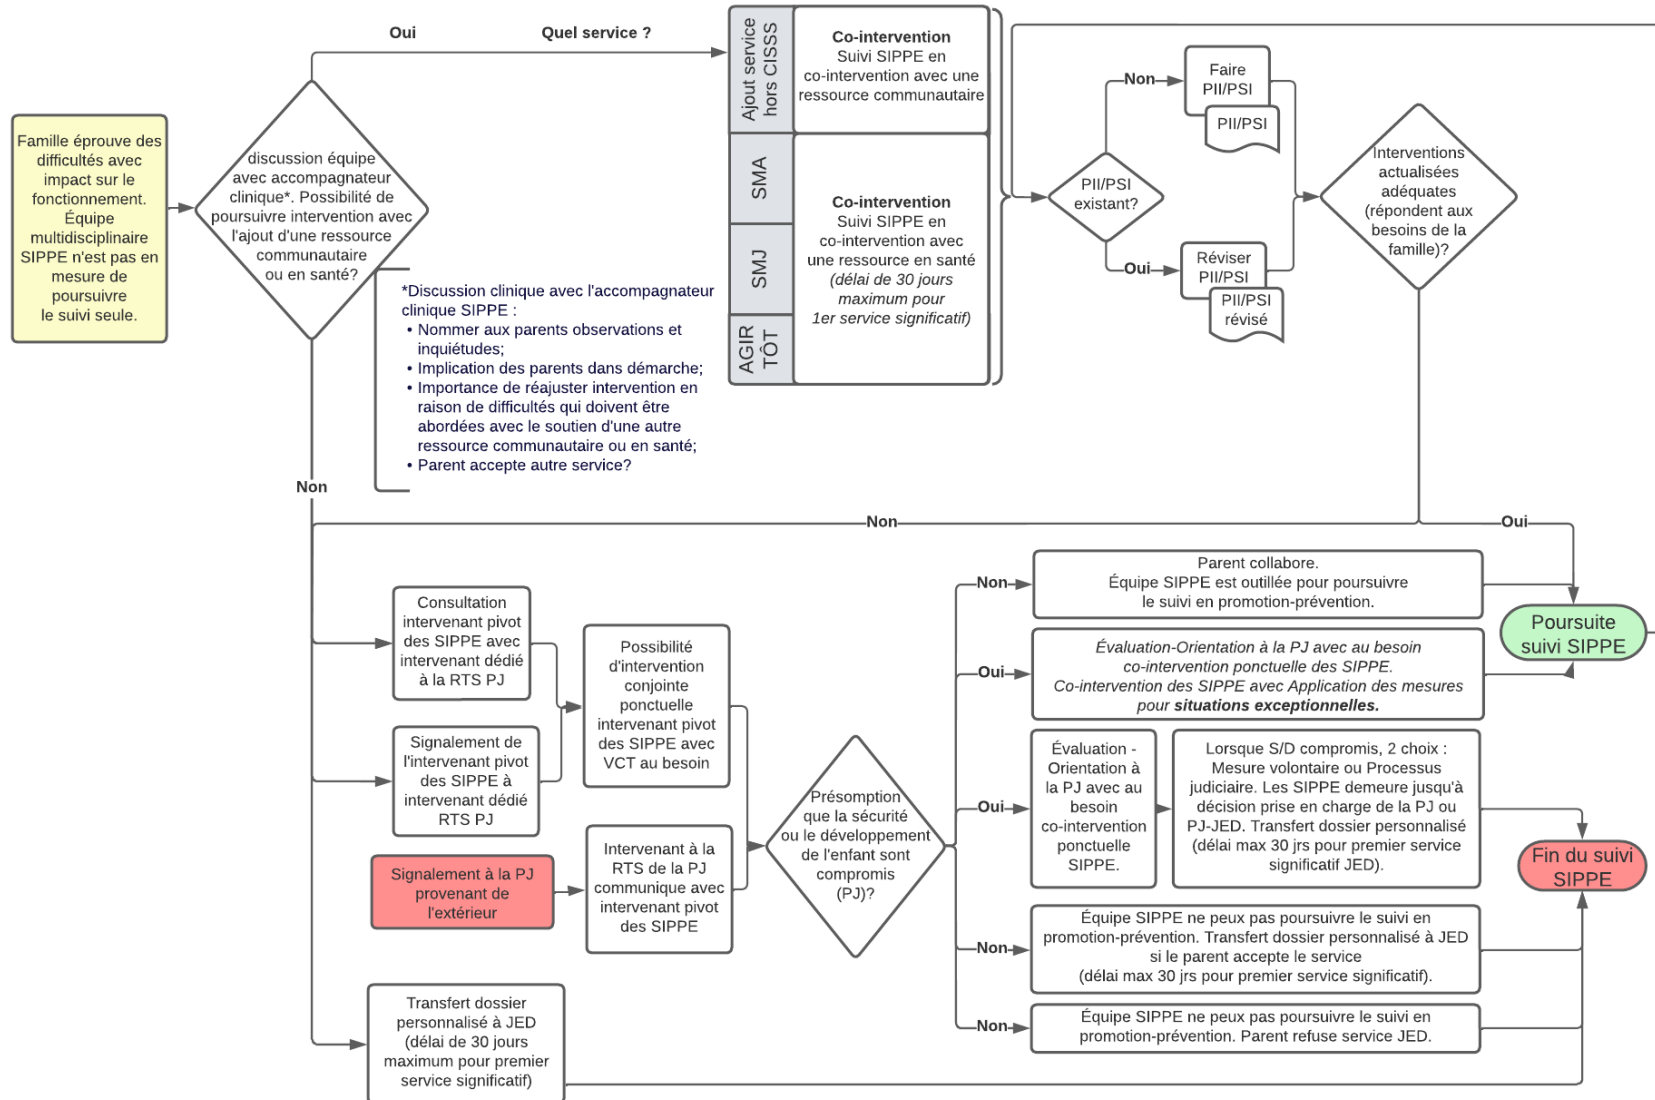 Oui
Quel service ?
Famille éprouve des
difficultés avec
impact sur le
fonctionnement.
Équipe
multidisciplinaire
SIPPE n'est pas en
mesure de
poursuivre
le suivi seule.
discussion équipe
avec accompagnateur
clinique*. Possibilité de
poursuivre intervention avec
l'ajout d'une ressource
communautaire
ou en santé?
*Discussion clinique avec l'accompagnateur
clinique SIPPE :
• Nommer aux parents observations et
inquiétudes;
• Implication des parents dans démarche;
• Importance de réajuster intervention en
raison de difficultés qui doivent être
abordées avec le soutien d'une autre
ressource communautaire ou en santé;
• Parent accepte autre service?
Ajout service
hors CISSS
Co-intervention
Suivi SIPPE en
co-intervention avec une
ressource communautaire
SMA
SMJ
AGIR
TÔT
Co-intervention
Suivi SIPPE en
co-intervention avec
une ressource en santé
(délai de 30 jours
maximum pour
1er service significatif)
PII/PSI
existant?
Non
Faire
PII/PSI
PII/PSI
Oui
Réviser
PII/PSI
PII/PSI
révisé
Interventions
actualisées
adéquates
(répondent aux
besoins de la
famille)?
Non
Non
Oui
Consultation
intervenant pivot
des SIPPE avec
intervenant dédié
à la RTS PJ
Signalement de
l'intervenant pivot
des SIPPE à
intervenant dédié
RTS PJ
Signalement à la PJ
provenant de
l'extérieur
Transfert dossier
personnalisé à JED
(délai de 30 jours
maximum pour premier
service significatif)
Possibilité
d'intervention
conjointe
ponctuelle
intervenant pivot
des SIPPE avec
VCT au besoin
Intervenant à la
RTS de la PJ
communique avec
intervenant pivot
des SIPPE
Présomption
que la sécurité
ou le développement
de l'enfant sont
compromis
(PJ)?
Non
Parent collabore.
Équipe SIPPE est outillée pour poursuivre
le suivi en promotion-prévention.
Oui
Évaluation-Orientation à la PJ avec au besoin
co-intervention ponctuelle des SIPPE.
Co-intervention des SIPPE avec Application des mesures
pour situations exceptionnelles.
Oui
Évaluation -
Orientation à
la PJ avec au
besoin
co-intervention
ponctuelle
SIPPE.
Lorsque S/D compromis, 2 choix :
Mesure volontaire ou Processus
judiciaire. Les SIPPE demeure jusqu'à
décision prise en charge de la PJ ou
PJ-JED. Transfert dossier personnalisé
(délai max 30 jrs pour premier service
significatif JED).
Non
Équipe SIPPE ne peux pas poursuivre le suivi en
promotion-prévention. Transfert dossier personnalisé à JED
si le parent accepte le service
(délai max 30 jrs pour premier service significatif).
Non
Équipe SIPPE ne peux pas poursuivre le suivi en
promotion-prévention. Parent refuse service JED.
Poursuite
suivi SIPPE
Fin du suivi
SIPPE